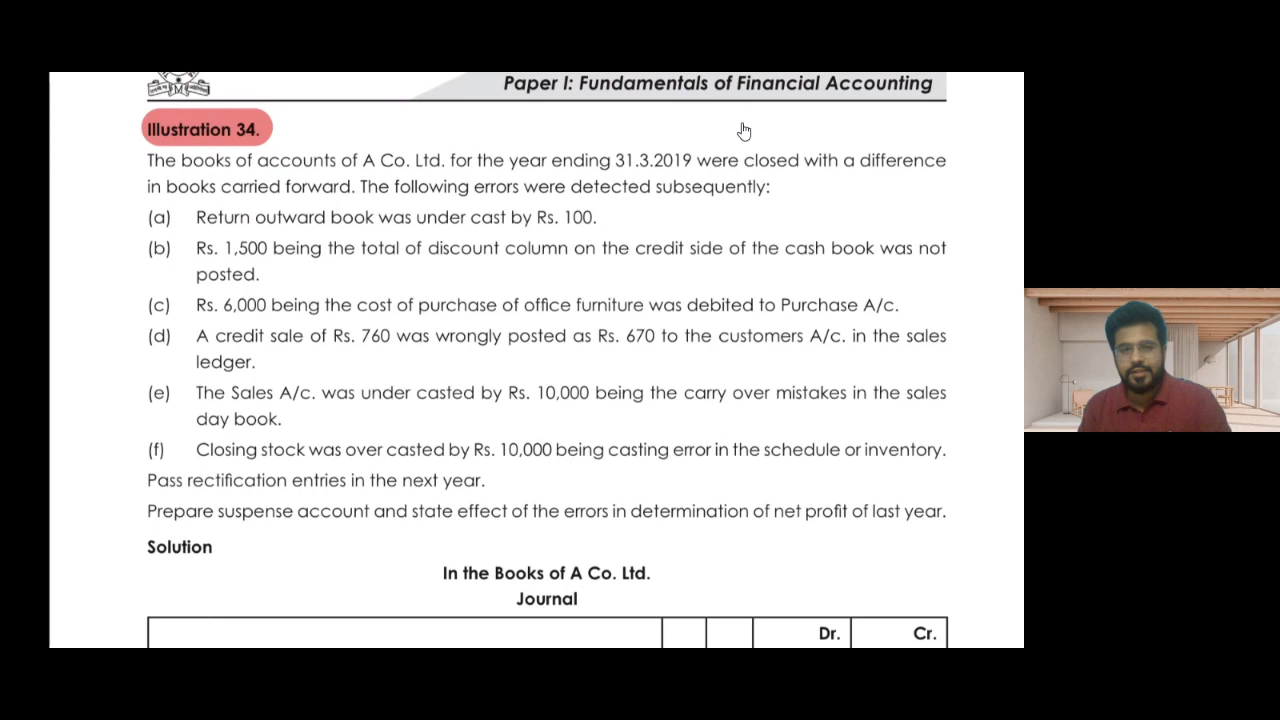 Paper I: Fundamentals of Financial Accounting
Illustration 34.
The books of accounts of A Co. Ltd. for the year ending 31.3.2019 were closed with a difference
in books carried forward. The following errors were detected subsequently:
(a) Return outward book was under cast by Rs. 100.
(b) Rs. 1,500 being the total of discount column on the credit side of the cash book was not
posted.
(c) Rs. 6,000 being the cost of purchase of office furniture was debited to Purchase A/c.
(d) A credit sale of Rs. 760 was wrongly posted as Rs. 670 to the customers A/c. in the sales
ledger.
(e) The Sales A/c. was under casted by Rs. 10,000 being the carry over mistakes in the sales
day book.
(f) Closing stock was over casted by Rs. 10,000 being casting error in the schedule or inventory.
Pass rectification entries in the next year.
Prepare suspense account and state effect of the errors in determination of net profit of last year.
Solution
In the Books of A Co. Ltd.
Journal
Dr. Cr.